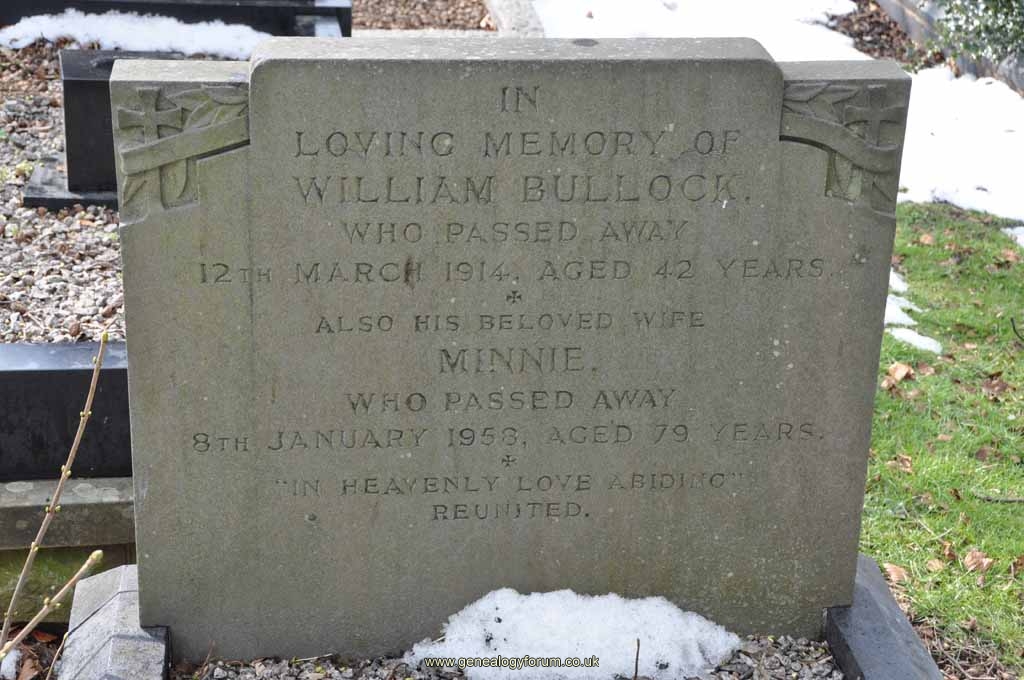 IN
LOVING MEMORY OF
WILLIAM BULLOCK.
WHO PASSED AWAY
12TH MARCH 1914, AGED 42 YEARS.
ALSO HIS BELOVED WIFE
MINNIE.
WHO PASSED AWAY
8TH JANUARY 1958, AGED 79 YEARS.
"IN HEAVENLY LOVE ABIDING"
REUNITED.
www.genealogyforum.co.uk